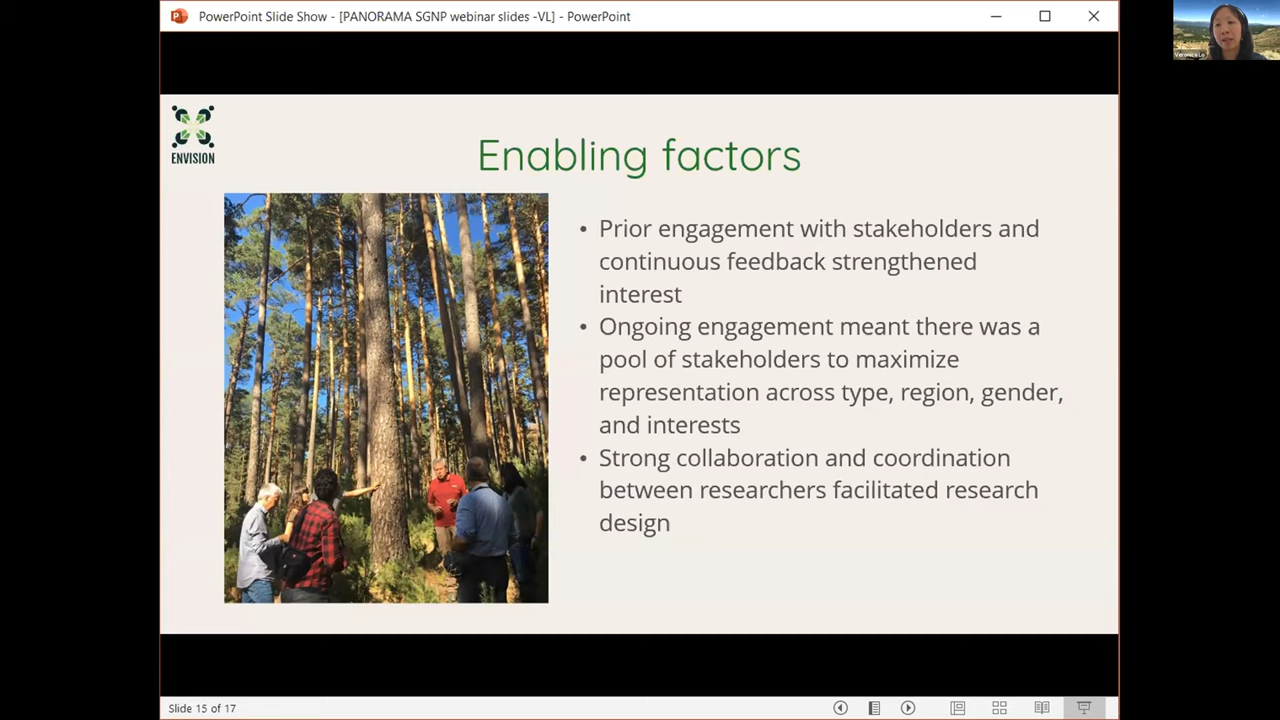 PowerPoint Slide Show - [PANORAMA SGNP webinar slides -VL] - PowerPoint
Veronica Lo
ENVISION
Enabling factors
• Prior engagement with stakeholders and
continuous feedback strengthened
interest
• Ongoing engagement meant there was a
pool of stakeholders to maximize
representation across type, region, gender,
and interests
• Strong collaboration and coordination
between researchers facilitated research
design
Slide 15 of 17